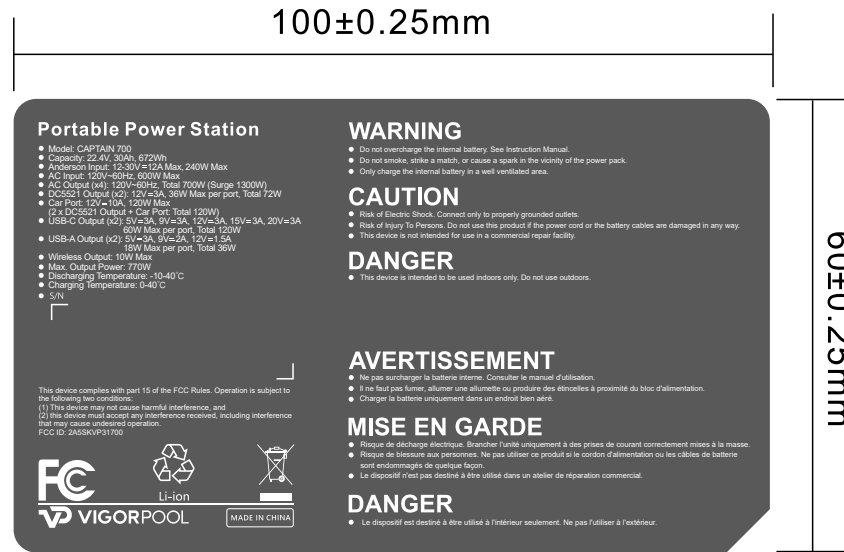 100±0.25mm
60±0.25mm
Portable Power Station
● Model: CAPTAIN 700
● Capacity: 22.4V, 30Ah, 672Wh
● Anderson Input: 12-30V⎓12A Max, 240W Max
● AC Input: 120V~60Hz, 600W Max
● AC Output (x4): 120V~60Hz, Total 700W (Surge 1300W)
● DC5521 Output (x2): 12V⎓3A, 36W Max per port, Total 72W
● Car Port: 12V⎓10A, 120W Max
(2 x DC5521 Output + Car Port: Total 120W)
● USB-C Output (x2): 5V⎓3A, 9V⎓3A, 12V⎓3A, 15V⎓3A, 20V⎓3A
60W Max per port, Total 120W
● USB-A Output (x2): 5V⎓3A, 9V⎓2A, 12V⎓1.5A
18W Max per port, Total 36W
● Wireless Output: 10W Max
● Max. Output Power: 770W
● Discharging Temperature: -10-40°C
● Charging Temperature: 0-40°C
● S/N
This device complies with part 15 of the FCC Rules. Operation is subject to
the following two conditions:
(1) This device may not cause harmful interference, and
(2) this device must accept any interference received, including interference
that may cause undesired operation.
FCC ID: 2A5SKVP31700
FC
Li-ion
VIGORPOOL
MADE IN CHINA
WARNING
● Do not overcharge the internal battery. See Instruction Manual.
● Do not smoke, strike a match, or cause a spark in the vicinity of the power pack.
● Only charge the internal battery in a well ventilated area.
CAUTION
● Risk of Electric Shock. Connect only to properly grounded outlets.
● Risk of Injury To Persons. Do not use this product if the power cord or the battery cables are damaged in any way.
● This device is not intended for use in a commercial repair facility.
DANGER
● This device is intended to be used indoors only. Do not use outdoors.
AVERTISSEMENT
● Ne pas surcharger la batterie interne. Consulter le manuel d'utilisation.
● Il ne faut pas fumer, allumer une allumette ou produire des étincelles à proximité du bloc d'alimentation.
● Charger la batterie uniquement dans un endroit bien aéré.
MISE EN GARDE
● Risque de décharge électrique. Brancher l'unité uniquement à des prises de courant correctement mises à la masse.
● Risque de blessure aux personnes. Ne pas utiliser ce produit si le cordon d'alimentation ou les câbles de batterie
sont endommagés de quelque façon.
● Le dispositif n'est pas destiné à être utilisé dans un atelier de réparation commercial.
DANGER
● Le dispositif est destiné à être utilisé à l'intérieur seulement. Ne pas l'utiliser à l'extérieur.